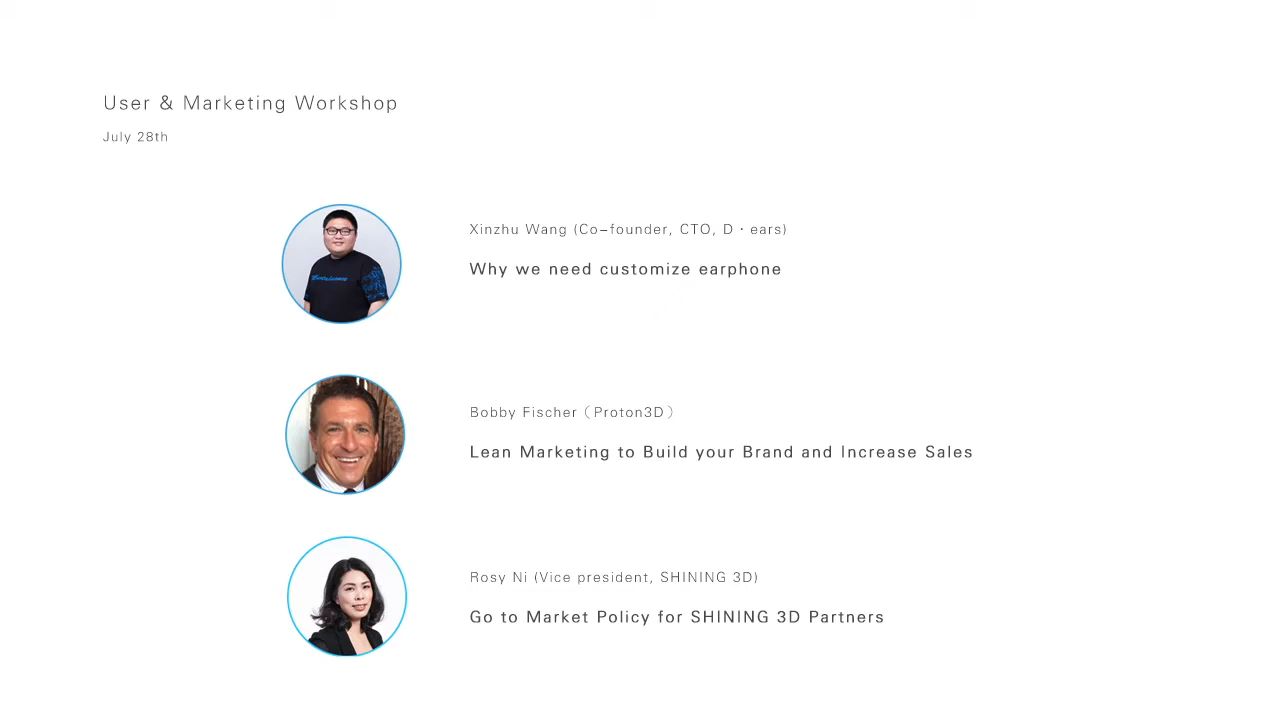 User & Marketing Workshop
July 28th
Xinzhu Wang (Co-founder, CTO, D·ears)
Why we need customize earphone
Bobby Fischer（Proton3D）
Lean Marketing to Build your Brand and Increase Sales
Rosy Ni (Vice president, SHINING 3D)
Go to Market Policy for SHINING 3D Partners